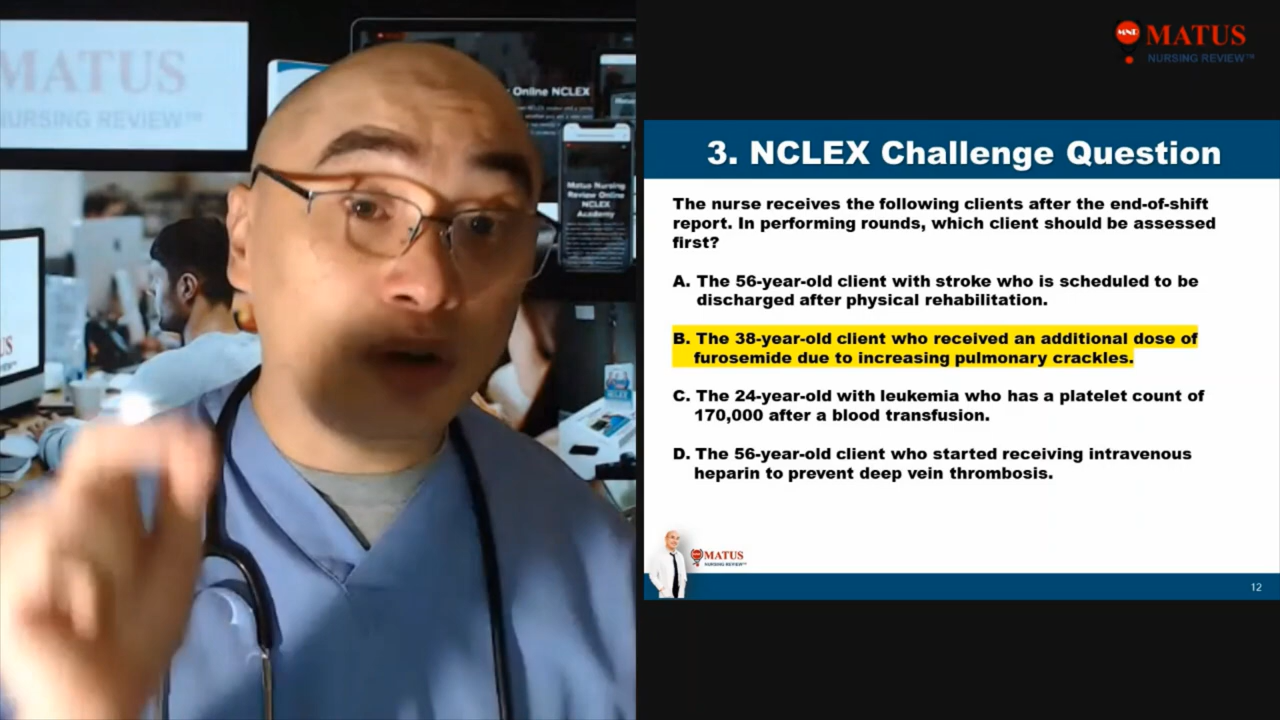 MATUS
NURSING REVIEW™
Online NCLEX
Matus Nursing
Review Online
NCLEX
Academy
MNR MATUS
NURSING REVIEW™
3. NCLEX Challenge Question
The nurse receives the following clients after the end-of-shift
report. In performing rounds, which client should be assessed
first?
A. The 56-year-old client with stroke who is scheduled to be
discharged after physical rehabilitation.
B. The 38-year-old client who received an additional dose of
furosemide due to increasing pulmonary crackles.
C. The 24-year-old with leukemia who has a platelet count of
170,000 after a blood transfusion.
D. The 56-year-old client who started receiving intravenous
heparin to prevent deep vein thrombosis.
MATUS
NURSING REVIEW™
12